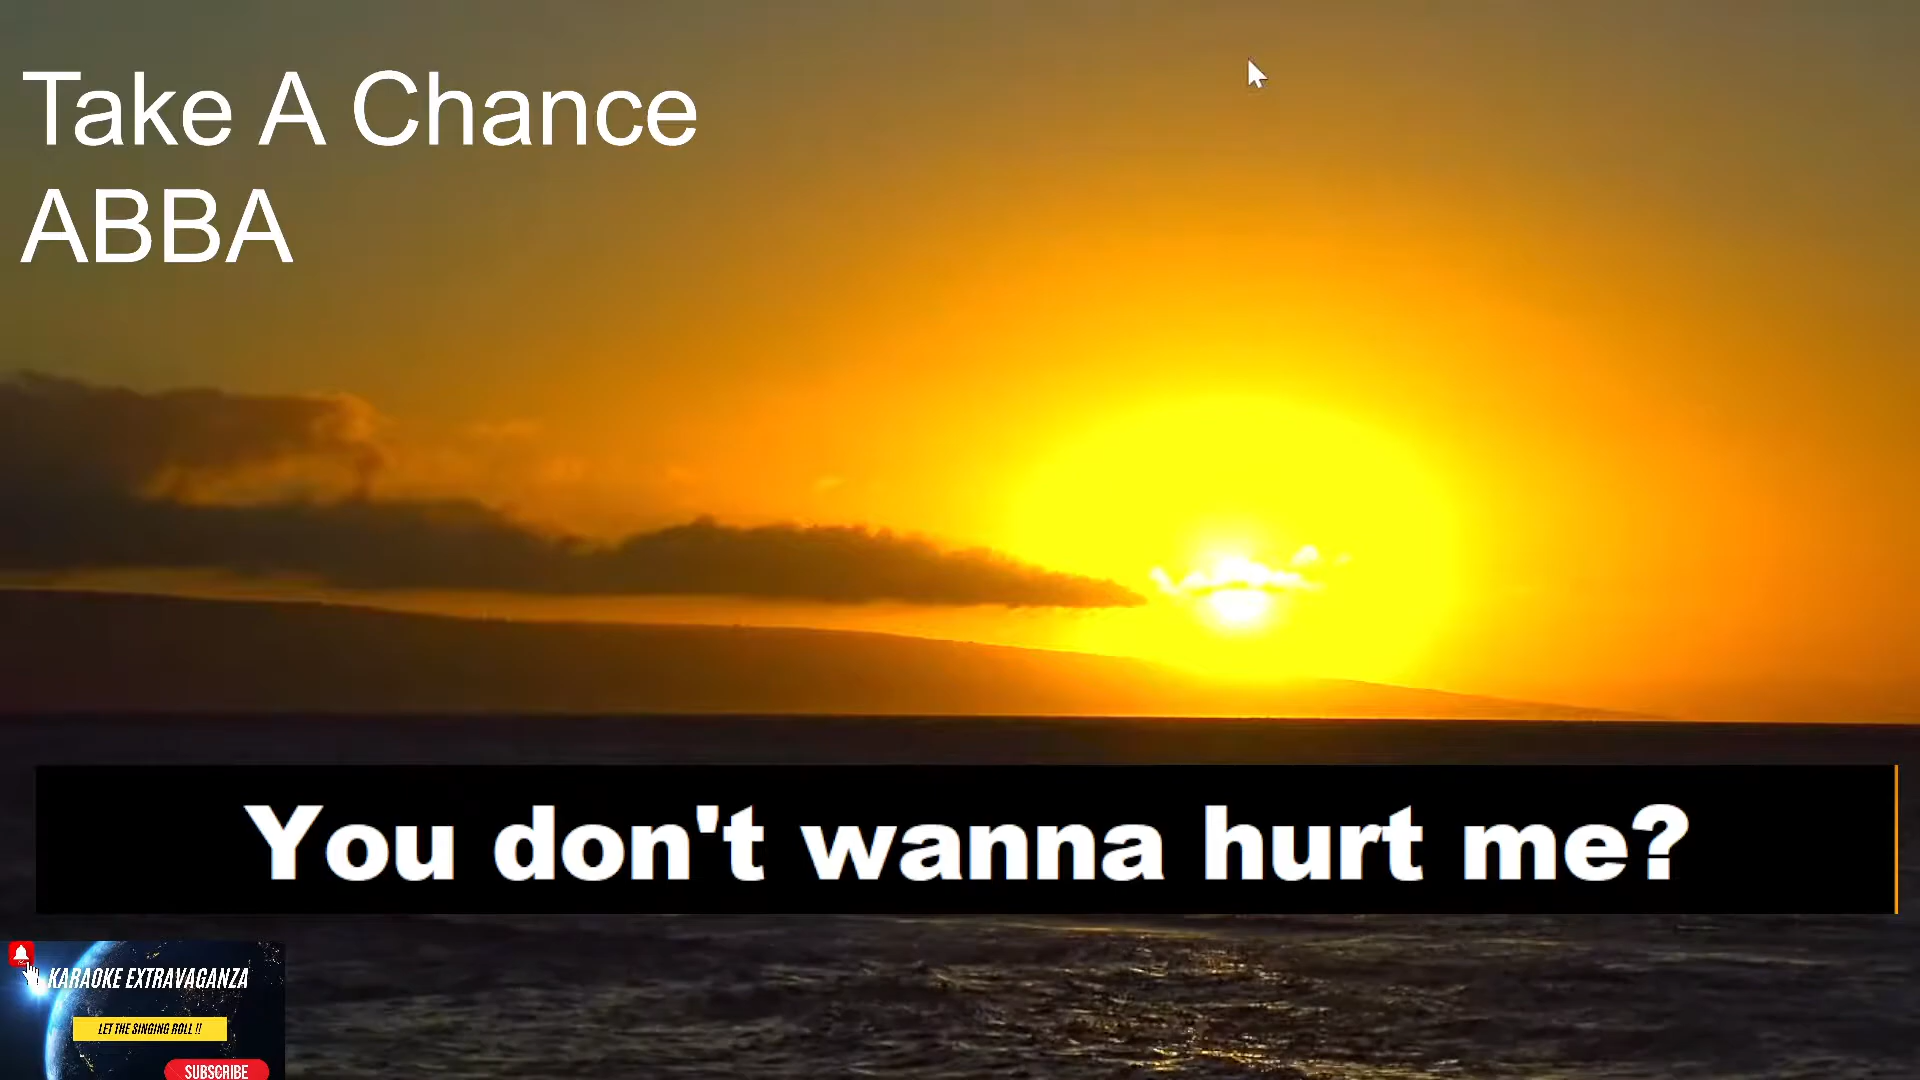 Take A Chance
ABBA
You don't wanna hurt me?
KARAOKE EXTRAVAGANZA
LET THE SINGING ROLL !!
SUBSCRIBE